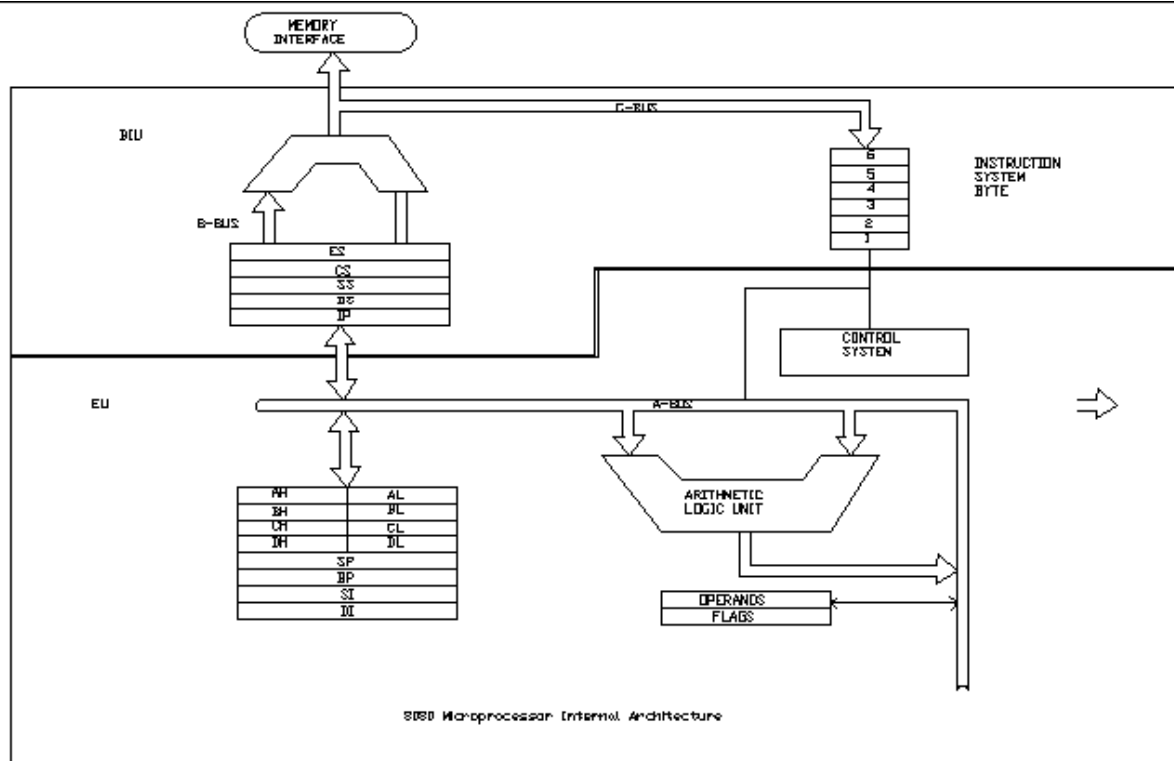 MEMORY
INTERFACE
C-BUS
BIU
6
5
4
3
2
1
INSTRUCTION
SYSTEM
BYTE
B-BUS
ES
CS
SS
DS
IP
CONTROL
SYSTEM
EU
A-BUS
AH AL
BH BL
CH CL
DH DL
SP
BP
SI
DI
ARITHMETIC
LOGIC UNIT
OPERANDS
FLAGS
Microprocessor Internal Architecture